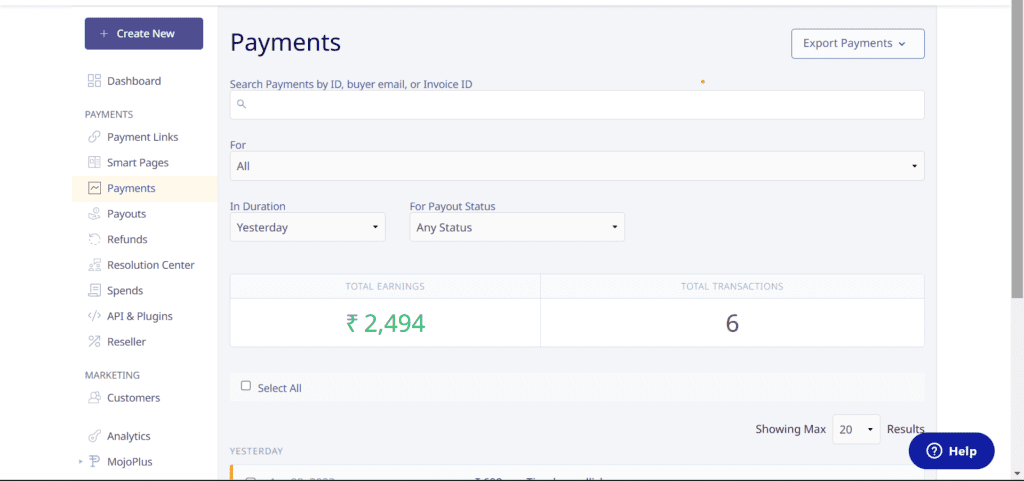 + Create New
Dashboard
PAYMENTS
Payment Links
Smart Pages
Payments
Payouts
Refunds
Resolution Center
Spends
API & Plugins
Reseller
MARKETING
Customers
Analytics
MojoPlus
Payments
Export Payments
Search Payments by ID, buyer email, or Invoice ID
For
All
In Duration
For Payout Status
Yesterday
Any Status
TOTAL EARNINGS
TOTAL TRANSACTIONS
₹ 2,494
6
Select All
Showing Max 20 Results
YESTERDAY
Help